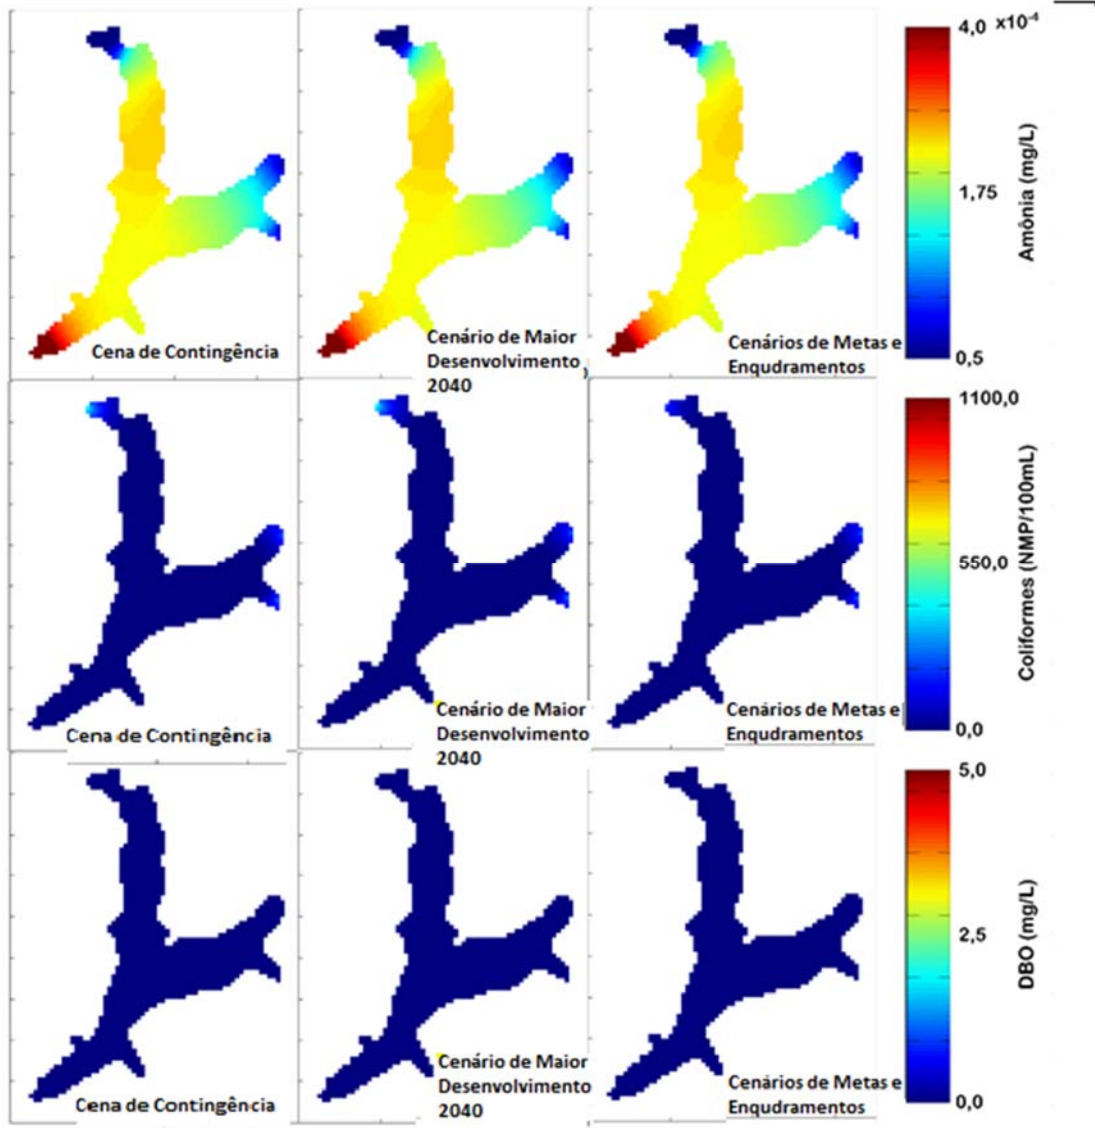 4,0 x10⁻⁴
1,75
0,5
Amônia (mg/L)
Cena de Contingência
Cenário de Maior
Desenvolvimento
2040
Cenários de Metas e
Enqudramentos
1100,0
550,0
0,0
Coliformes (NMP/100mL)
Cena de Contingência
Cenário de Maior
Desenvolvimento
2040
Cenários de Metas e
Enqudramentos
5,0
2,5
0,0
DBO (mg/L)
Cena de Contingência
Cenário de Maior
Desenvolvimento
2040
Cenários de Metas e
Enqudramentos